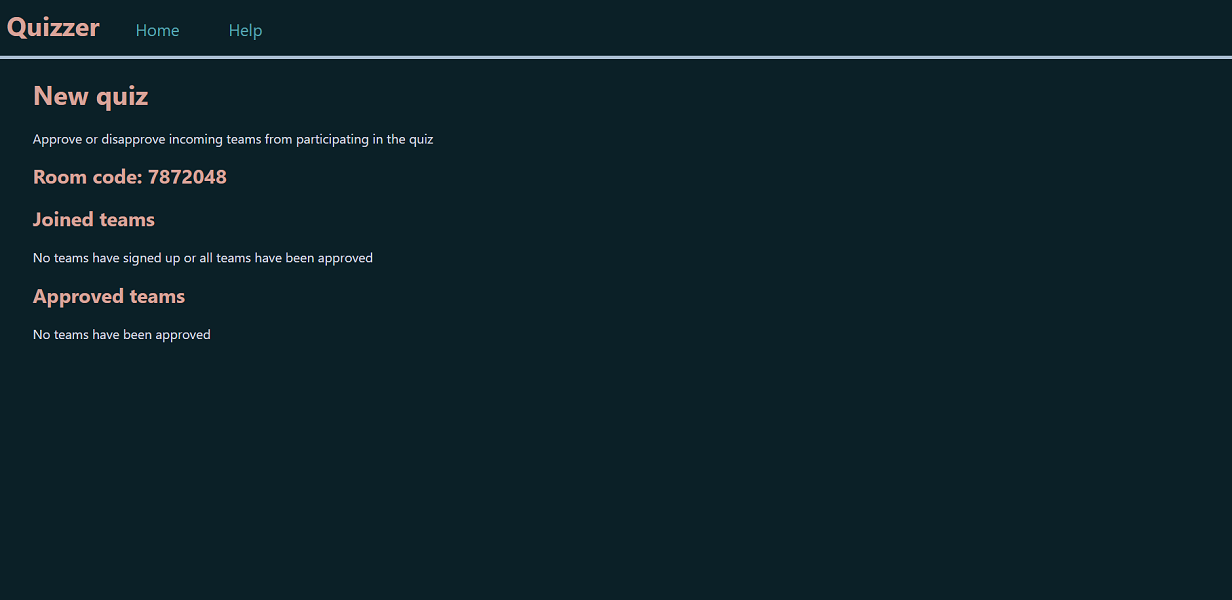 Quizzer Home Help
New quiz
Approve or disapprove incoming teams from participating in the quiz
Room code: 7872048
Joined teams
No teams have signed up or all teams have been approved
Approved teams
No teams have been approved